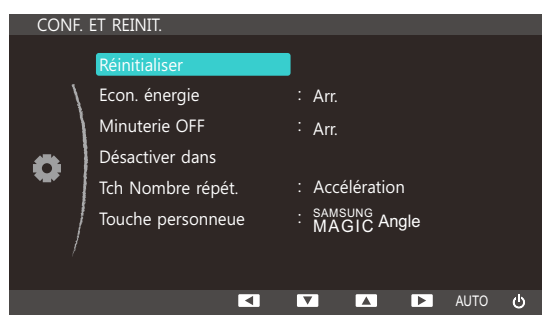 CONF. ET REINIT.
Réinitialiser
Econ. énergie : Arr.
Minuterie OFF : Arr.
Désactiver dans
Tch Nombre répét. : Accélération
Touche personneue : SAMSUNG MAGIC Angle
AUTO